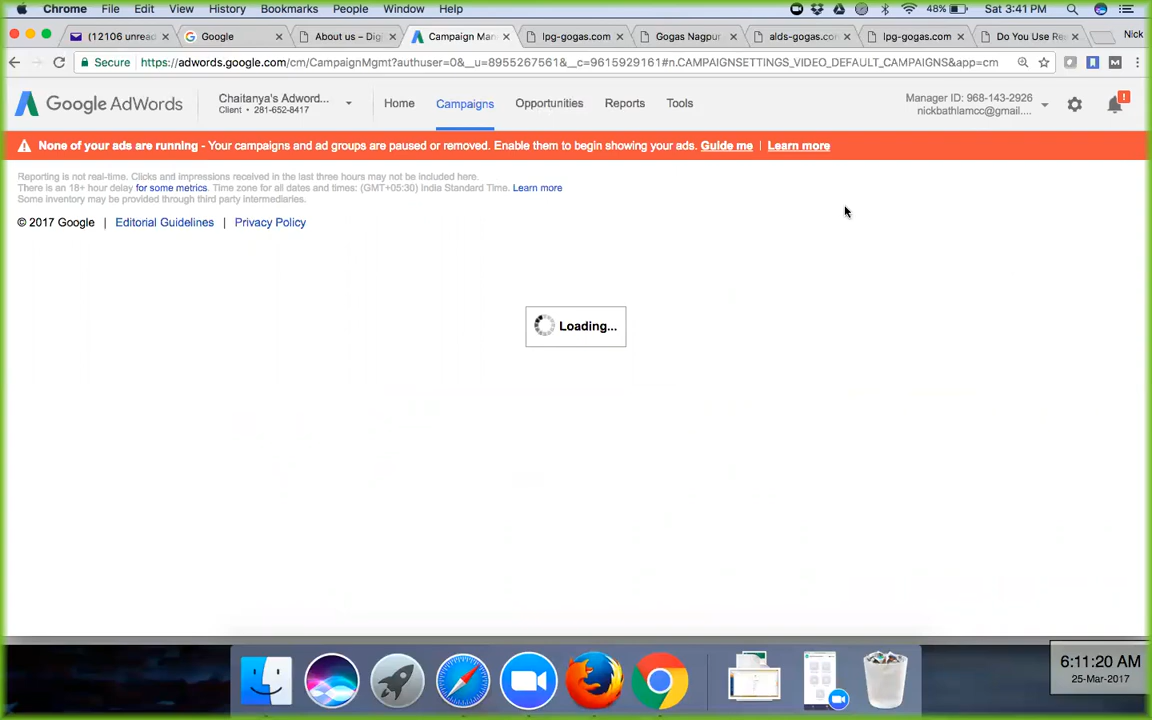 Chrome File Edit View History Bookmarks People Window Help 48% Sat 3:41 PM
(12106 unread Google About us – Digi Campaign Man lpg-gogas.com Gogas Nagpur alds-gogas.com lpg-gogas.com Do You Use Re Nick
Secure https://adwords.google.com/cm/CampaignMgmt?authuser=0&__u=8955267561&__c=9615929161#n.CAMPAIGNSETTINGS_VIDEO_DEFAULT_CAMPAIGNS&app=cm
Google AdWords Chaitanya's Adword... Client • 281-652-8417 Home Campaigns Opportunities Reports Tools Manager ID: 968-143-2926 nickbathlamcc@gmail.... !
None of your ads are running - Your campaigns and ad groups are paused or removed. Enable them to begin showing your ads. Guide me | Learn more
Reporting is not real-time. Clicks and impressions received in the last three hours may not be included here.
There is an 18+ hour delay for some metrics. Time zone for all dates and times: (GMT+05:30) India Standard Time. Learn more
Some inventory may be provided through third party intermediaries.
© 2017 Google | Editorial Guidelines | Privacy Policy
Loading...
6:11:20 AM
25-Mar-2017